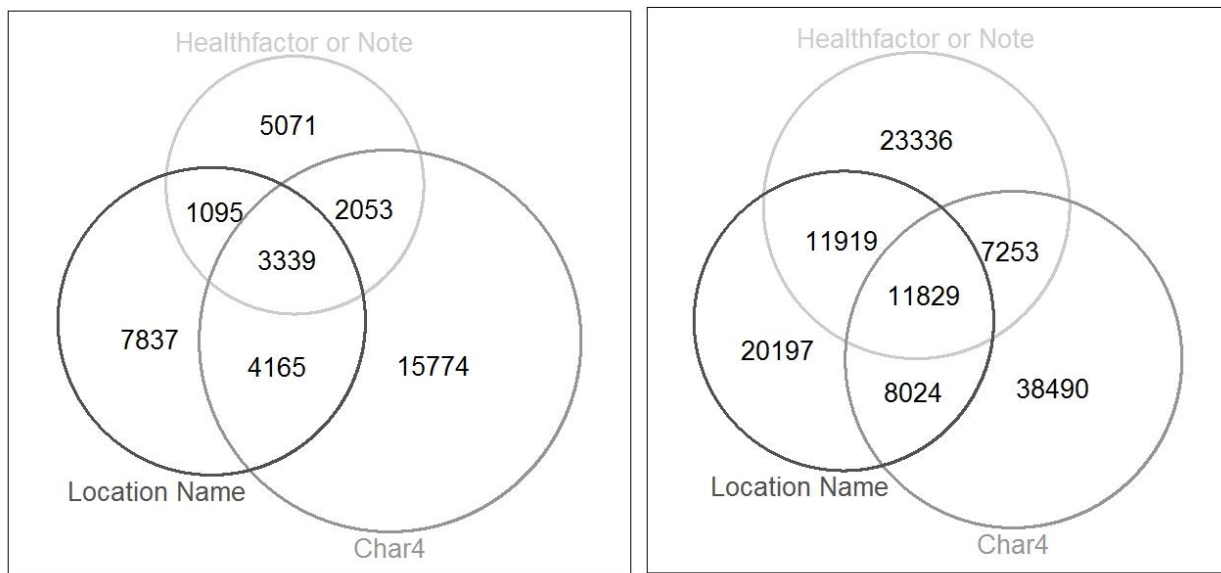 Healthfactor or Note
5071
1095
2053
3339
7837
4165
15774
Location Name
Char4
Healthfactor or Note
23336
11919
7253
11829
20197
8024
38490
Location Name
Char4